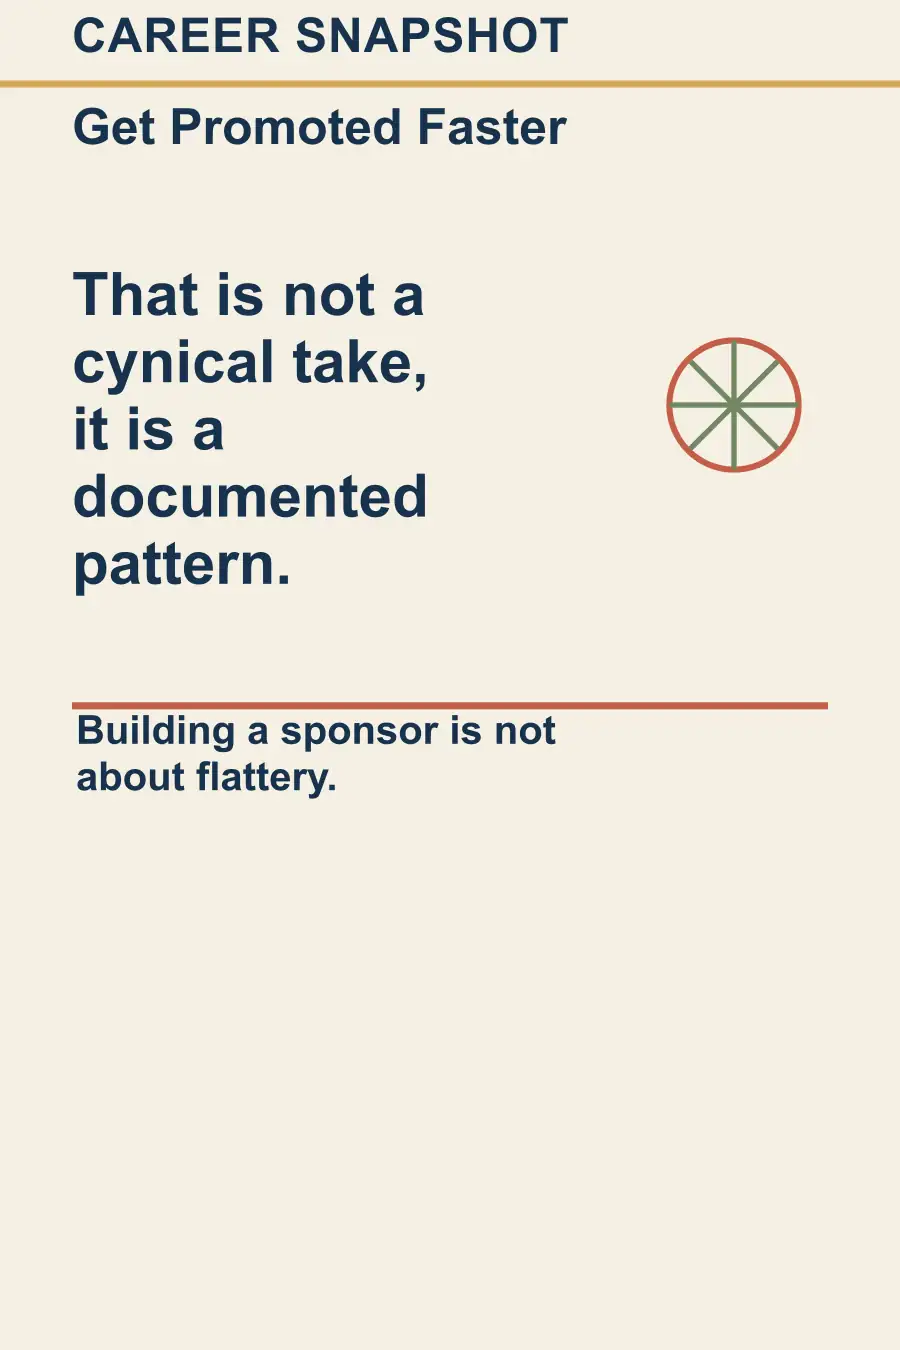 CAREER SNAPSHOT
Get Promoted Faster
That is not a
cynical take,
it is a
documented
pattern.
Building a sponsor is not
about flattery.